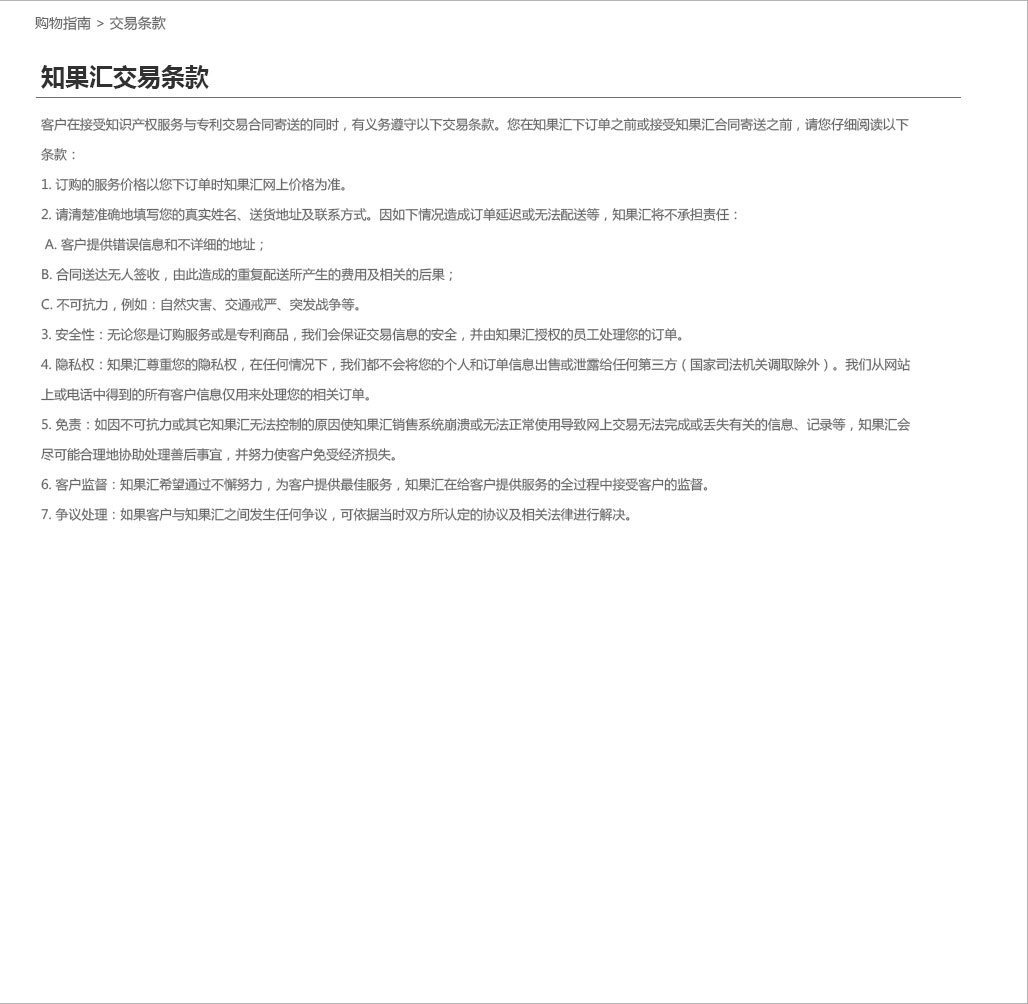 购物指南 > 交易条款
知果汇交易条款
客户在接受知识产权服务与专利交易合同寄送的同时，有义务遵守以下交易条款。您在知果汇下订单之前或接受知果汇合同寄送之前，请您仔细阅读以下
条款：
1. 订购的服务价格以您下订单时知果汇网上价格为准。
2. 请清楚准确地填写您的真实姓名、送货地址及联系方式。因如下情况造成订单延迟或无法配送等，知果汇将不承担责任：
A. 客户提供错误信息和不详细的地址；
B. 合同送达无人签收，由此造成的重复配送所产生的费用及相关的后果；
C. 不可抗力，例如：自然灾害、交通戒严、突发战争等。
3. 安全性：无论您是订购服务或是专利商品，我们会保证交易信息的安全，并由知果汇授权的员工处理您的订单。
4. 隐私权：知果汇尊重您的隐私权，在任何情况下，我们都不会将您的个人和订单信息出售或泄露给任何第三方（国家司法机关调取除外）。我们从网站
上或电话中得到的所有客户信息仅用来处理您的相关订单。
5. 免责：如因不可抗力或其它知果汇无法控制的原因使知果汇销售系统崩溃或无法正常使用导致网上交易无法完成或丢失有关的信息、记录等，知果汇会
尽可能合理地协助处理善后事宜，并努力使客户免受经济损失。
6. 客户监督：知果汇希望通过不懈努力，为客户提供最佳服务，知果汇在给客户提供服务的全过程中接受客户的监督。
7. 争议处理：如果客户与知果汇之间发生任何争议，可依据当时双方所认定的协议及相关法律进行解决。